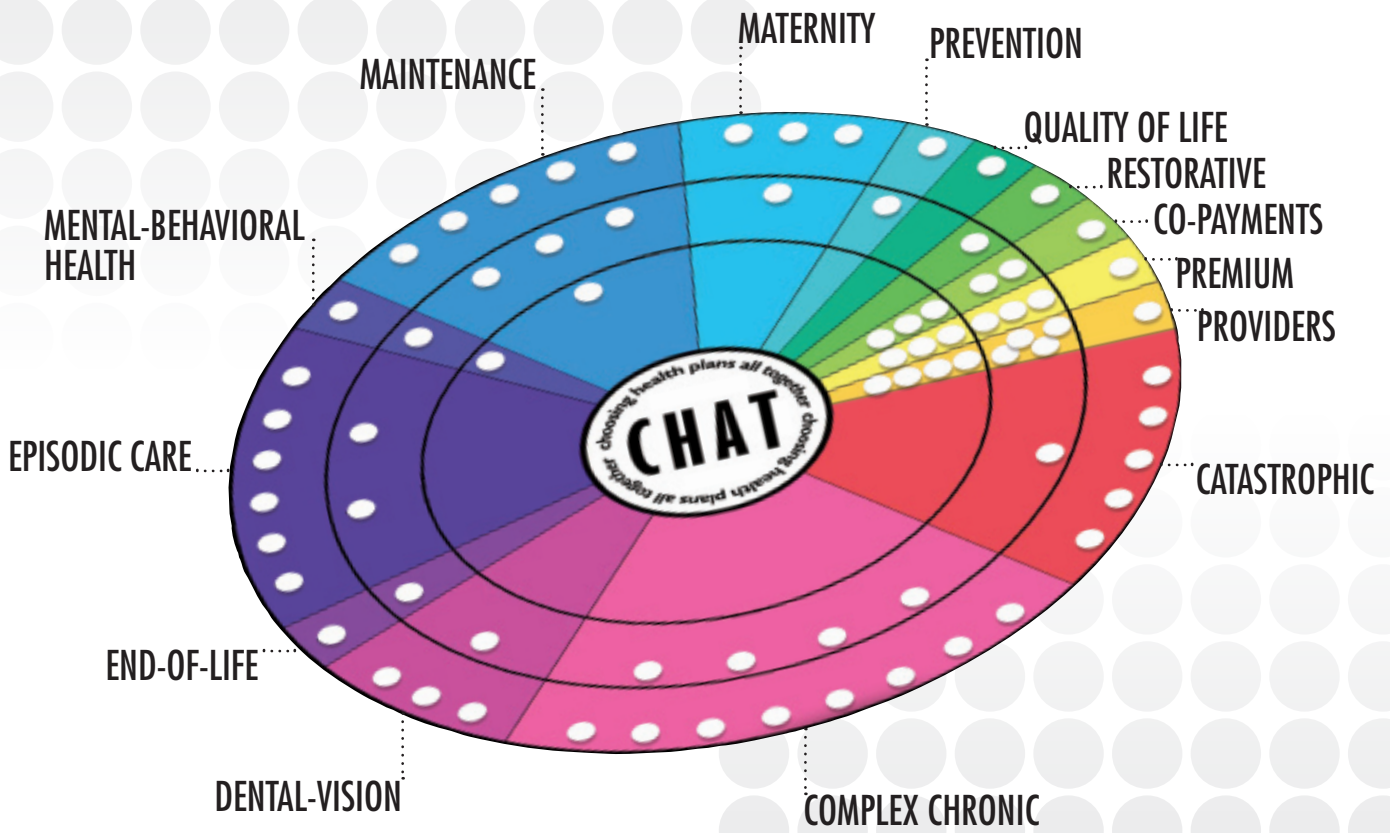 MATERNITY
PREVENTION
MAINTENANCE
QUALITY OF LIFE
RESTORATIVE
CO-PAYMENTS
MENTAL-BEHAVIORAL
HEALTH
PREMIUM
PROVIDERS
choosing health plans all together choosing health plans all together
CHAT
EPISODIC CARE
CATASTROPHIC
END-OF-LIFE
DENTAL-VISION
COMPLEX CHRONIC